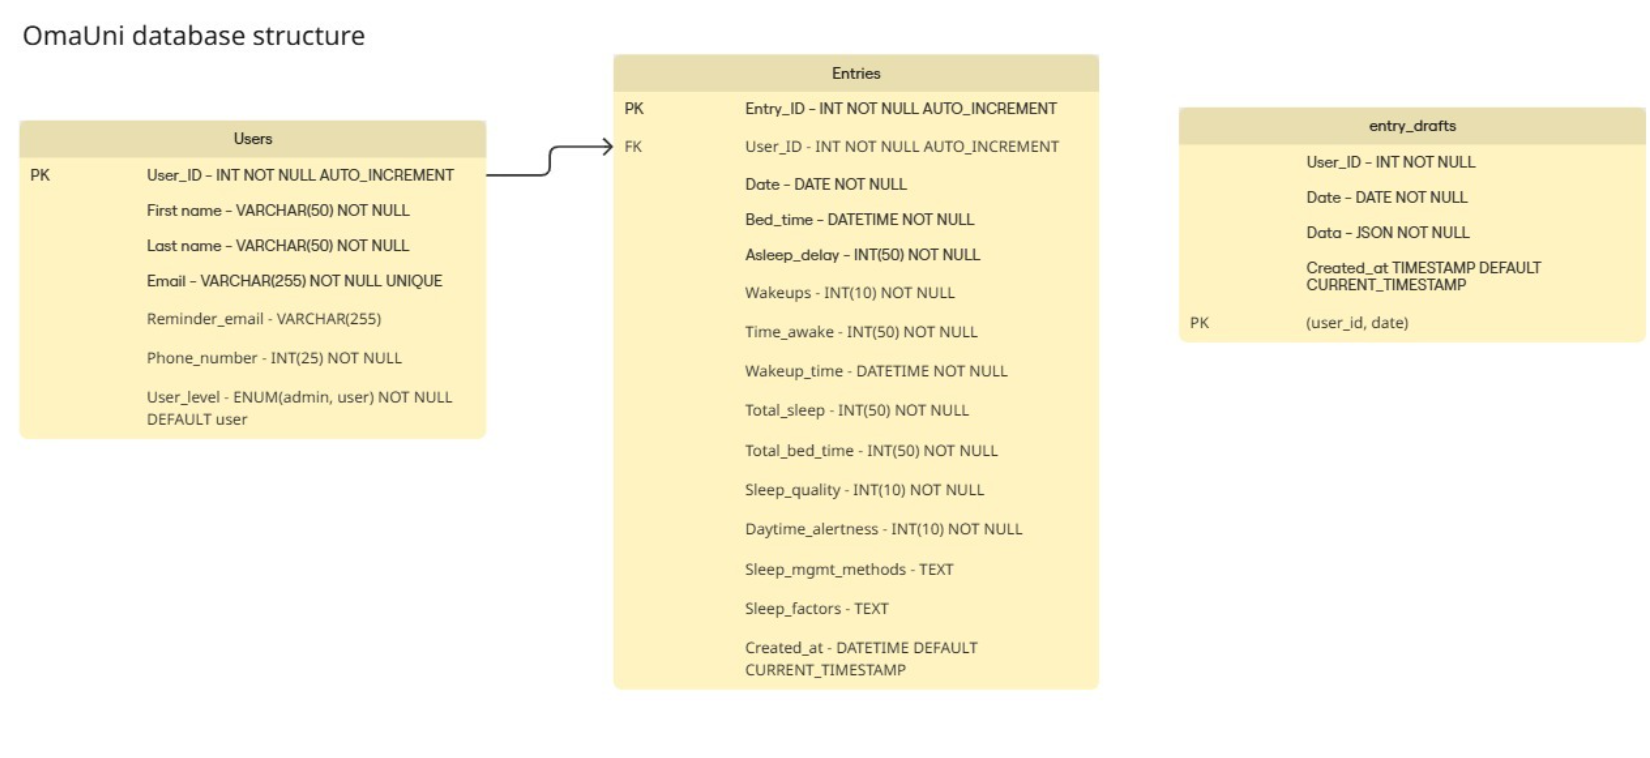 OmaUni database structure
Users
PK User_ID – INT NOT NULL AUTO_INCREMENT
First name – VARCHAR(50) NOT NULL
Last name – VARCHAR(50) NOT NULL
Email – VARCHAR(255) NOT NULL UNIQUE
Reminder_email - VARCHAR(255)
Phone_number - INT(25) NOT NULL
User_level - ENUM(admin, user) NOT NULL
DEFAULT user
Entries
PK Entry_ID – INT NOT NULL AUTO_INCREMENT
FK User_ID - INT NOT NULL AUTO_INCREMENT
Date – DATE NOT NULL
Bed_time – DATETIME NOT NULL
Asleep_delay – INT(50) NOT NULL
Wakeups - INT(10) NOT NULL
Time_awake - INT(50) NOT NULL
Wakeup_time - DATETIME NOT NULL
Total_sleep - INT(50) NOT NULL
Total_bed_time - INT(50) NOT NULL
Sleep_quality - INT(10) NOT NULL
Daytime_alertness - INT(10) NOT NULL
Sleep_mgmt_methods - TEXT
Sleep_factors - TEXT
Created_at - DATETIME DEFAULT
CURRENT_TIMESTAMP
entry_drafts
User_ID – INT NOT NULL
Date – DATE NOT NULL
Data – JSON NOT NULL
Created_at TIMESTAMP DEFAULT
CURRENT_TIMESTAMP
PK (user_id, date)